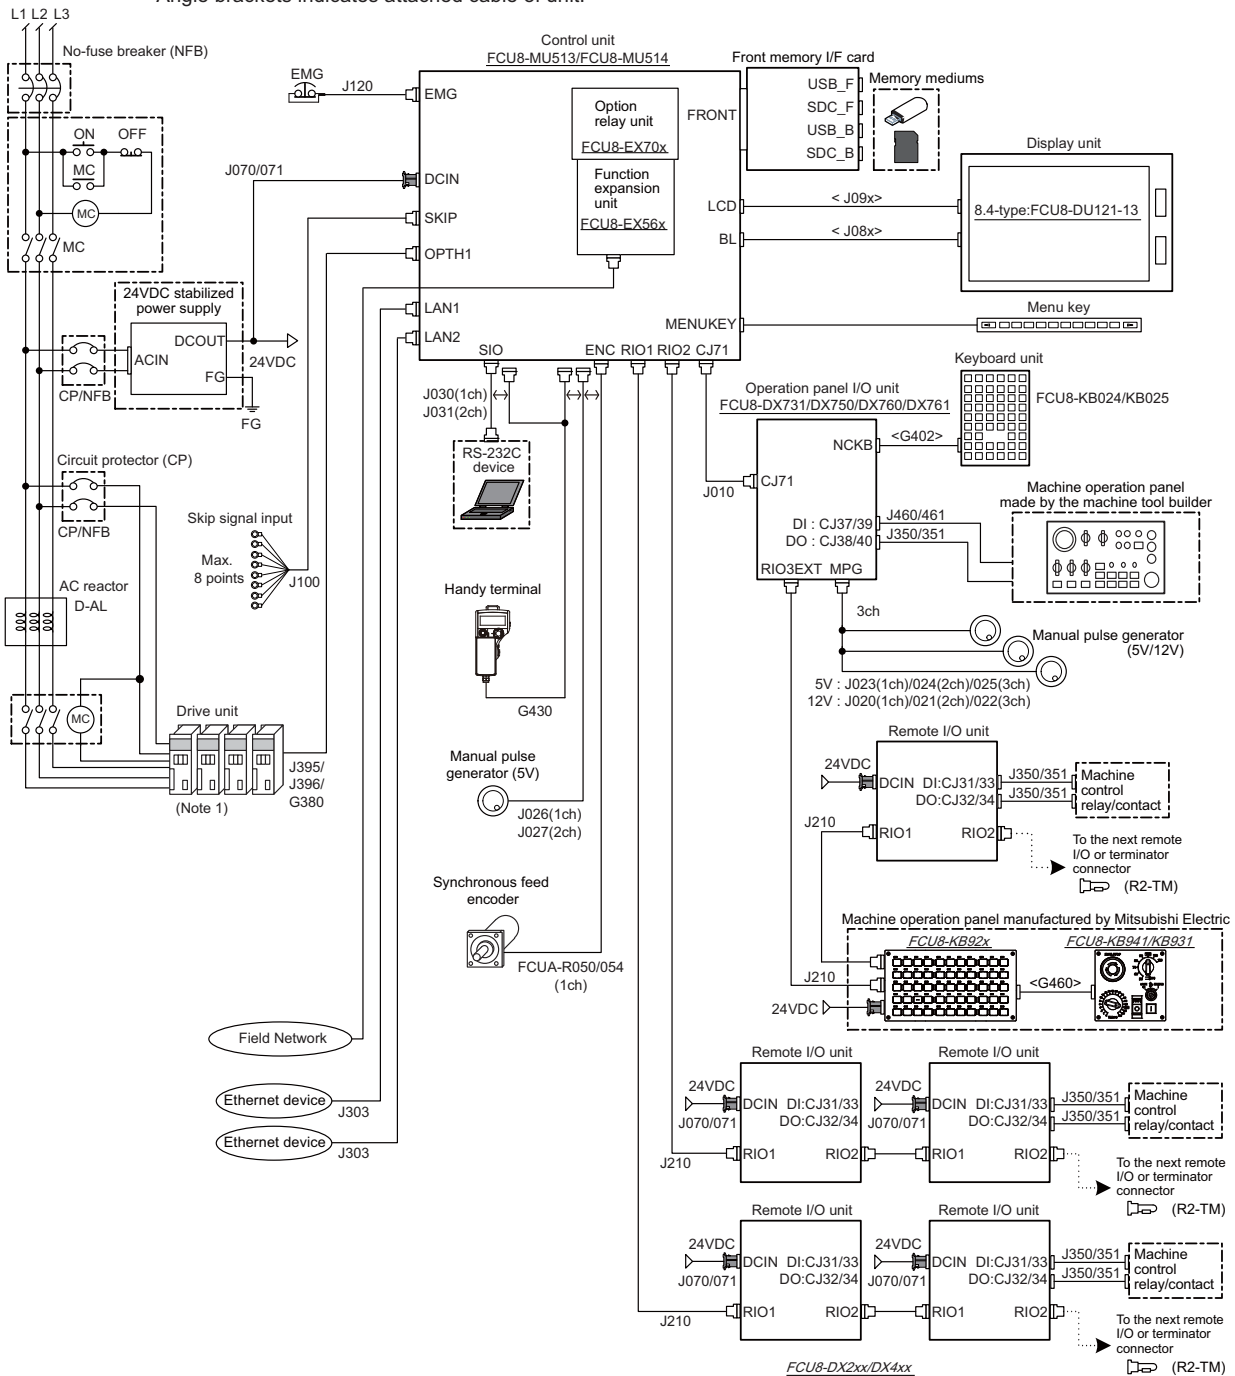 Angle brackets indicates attached cable of unit.
L1 L2 L3
No-fuse breaker (NFB)
ON OFF
MC
MC
MC
24VDC stabilized
power supply
DCOUT
ACIN
FG
24VDC
FG
CP/NFB
Circuit protector (CP)
CP/NFB
AC reactor
D-AL
MC
Drive unit
(Note 1)
J395/
J396/
G380
Skip signal input
Max.
8 points
J100
EMG
J120
J070/071
Control unit
FCU8-MU513/FCU8-MU514
EMG
DCIN
SKIP
OPTH1
LAN1
LAN2
Option
relay unit
FCU8-EX70x
Function
expansion
unit
FCU8-EX56x
FRONT
LCD
BL
MENUKEY
SIO ENC RIO1 RIO2 CJ71
Front memory I/F card
USB_F
SDC_F
USB_B
SDC_B
Memory mediums
Display unit
8.4-type:FCU8-DU121-13
< J09x>
< J08x>
Menu key
Keyboard unit
FCU8-KB024/KB025
<G402>
Operation panel I/O unit
FCU8-DX731/DX750/DX760/DX761
NCKB
CJ71
DI : CJ37/39
DO : CJ38/40
RIO3EXT MPG
J010
J460/461
J350/351
Machine operation panel
made by the machine tool builder
3ch
Manual pulse generator
(5V/12V)
5V : J023(1ch)/024(2ch)/025(3ch)
12V : J020(1ch)/021(2ch)/022(3ch)
J030(1ch)
J031(2ch)
RS-232C
device
Handy terminal
G430
Manual pulse
generator (5V)
J026(1ch)
J027(2ch)
Synchronous feed
encoder
FCUA-R050/054
(1ch)
Field Network
Ethernet device
J303
Ethernet device
J303
Remote I/O unit
24VDC
DCIN DI:CJ31/33
DO:CJ32/34
J350/351
J350/351
Machine
control
relay/contact
J210
RIO1 RIO2
To the next remote
I/O or terminator
connector
(R2-TM)
Machine operation panel manufactured by Mitsubishi Electric
FCU8-KB92x
FCU8-KB941/KB931
J210
24VDC
<G460>
Remote I/O unit
Remote I/O unit
24VDC
J070/071
DCIN DI:CJ31/33
DO:CJ32/34
24VDC
J070/071
DCIN DI:CJ31/33
DO:CJ32/34
J350/351
J350/351
Machine
control
relay/contact
J210
RIO1 RIO2
RIO1 RIO2
To the next remote
I/O or terminator
connector
(R2-TM)
Remote I/O unit
Remote I/O unit
24VDC
J070/071
DCIN DI:CJ31/33
DO:CJ32/34
24VDC
J070/071
DCIN DI:CJ31/33
DO:CJ32/34
J350/351
J350/351
Machine
control
relay/contact
J210
RIO1 RIO2
RIO1 RIO2
To the next remote
I/O or terminator
connector
(R2-TM)
FCU8-DX2xx/DX4xx